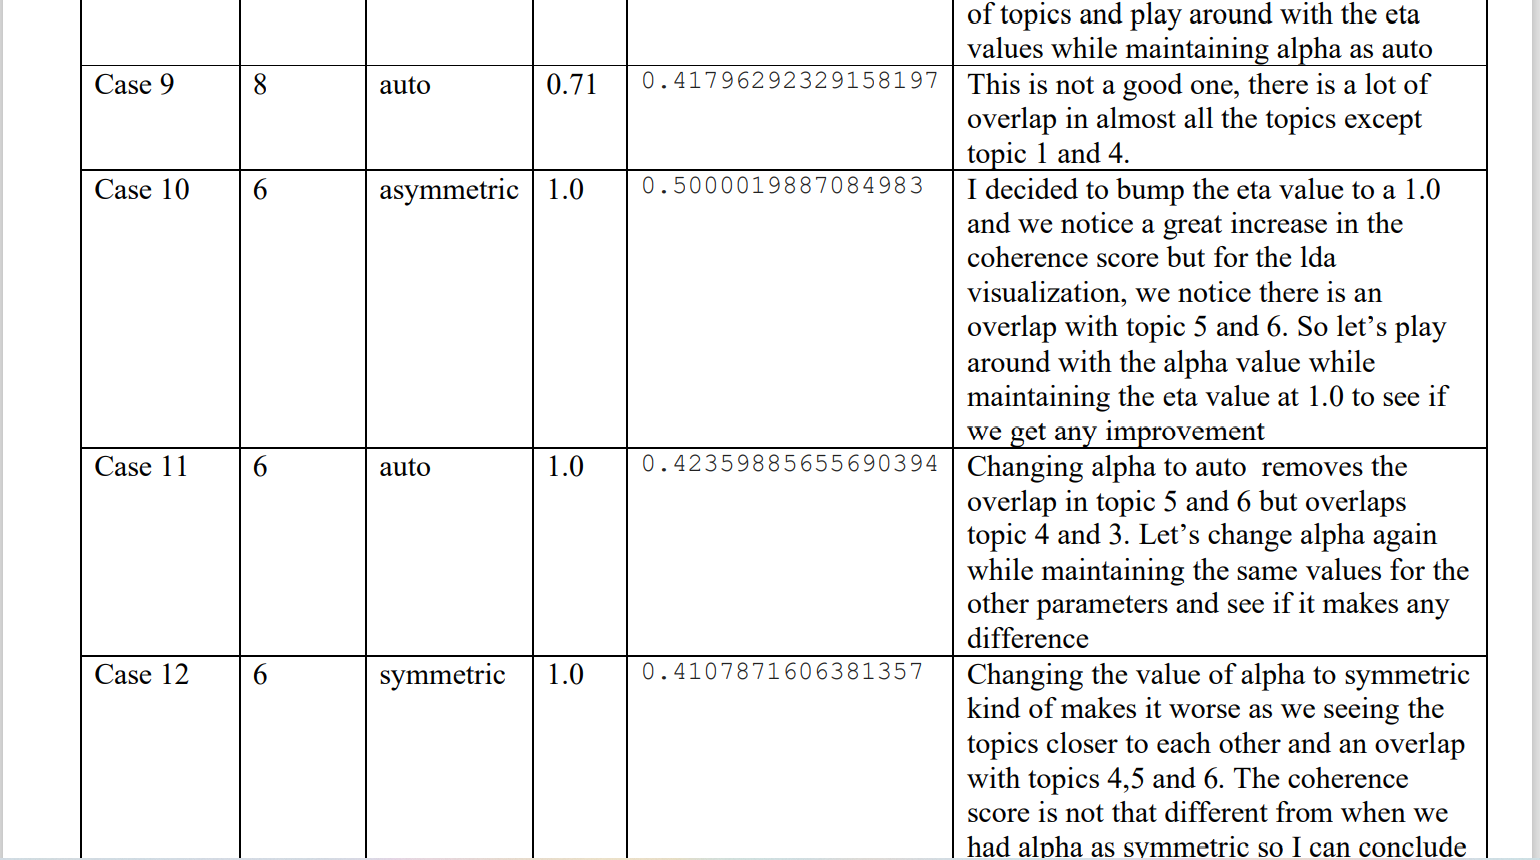 of topics and play around with the eta
values while maintaining alpha as auto
Case 9 8 auto 0.71 0.41796292329158197 This is not a good one, there is a lot of
overlap in almost all the topics except
topic 1 and 4.
Case 10 6 asymmetric 1.0 0.5000019887084983 I decided to bump the eta value to a 1.0
and we notice a great increase in the
coherence score but for the lda
visualization, we notice there is an
overlap with topic 5 and 6. So let’s play
around with the alpha value while
maintaining the eta value at 1.0 to see if
we get any improvement
Case 11 6 auto 1.0 0.42359885655690394 Changing alpha to auto  removes the
overlap in topic 5 and 6 but overlaps
topic 4 and 3. Let’s change alpha again
while maintaining the same values for the
other parameters and see if it makes any
difference
Case 12 6 symmetric 1.0 0.4107871606381357 Changing the value of alpha to symmetric
kind of makes it worse as we seeing the
topics closer to each other and an overlap
with topics 4,5 and 6. The coherence
score is not that different from when we
had alpha as symmetric so I can conclude